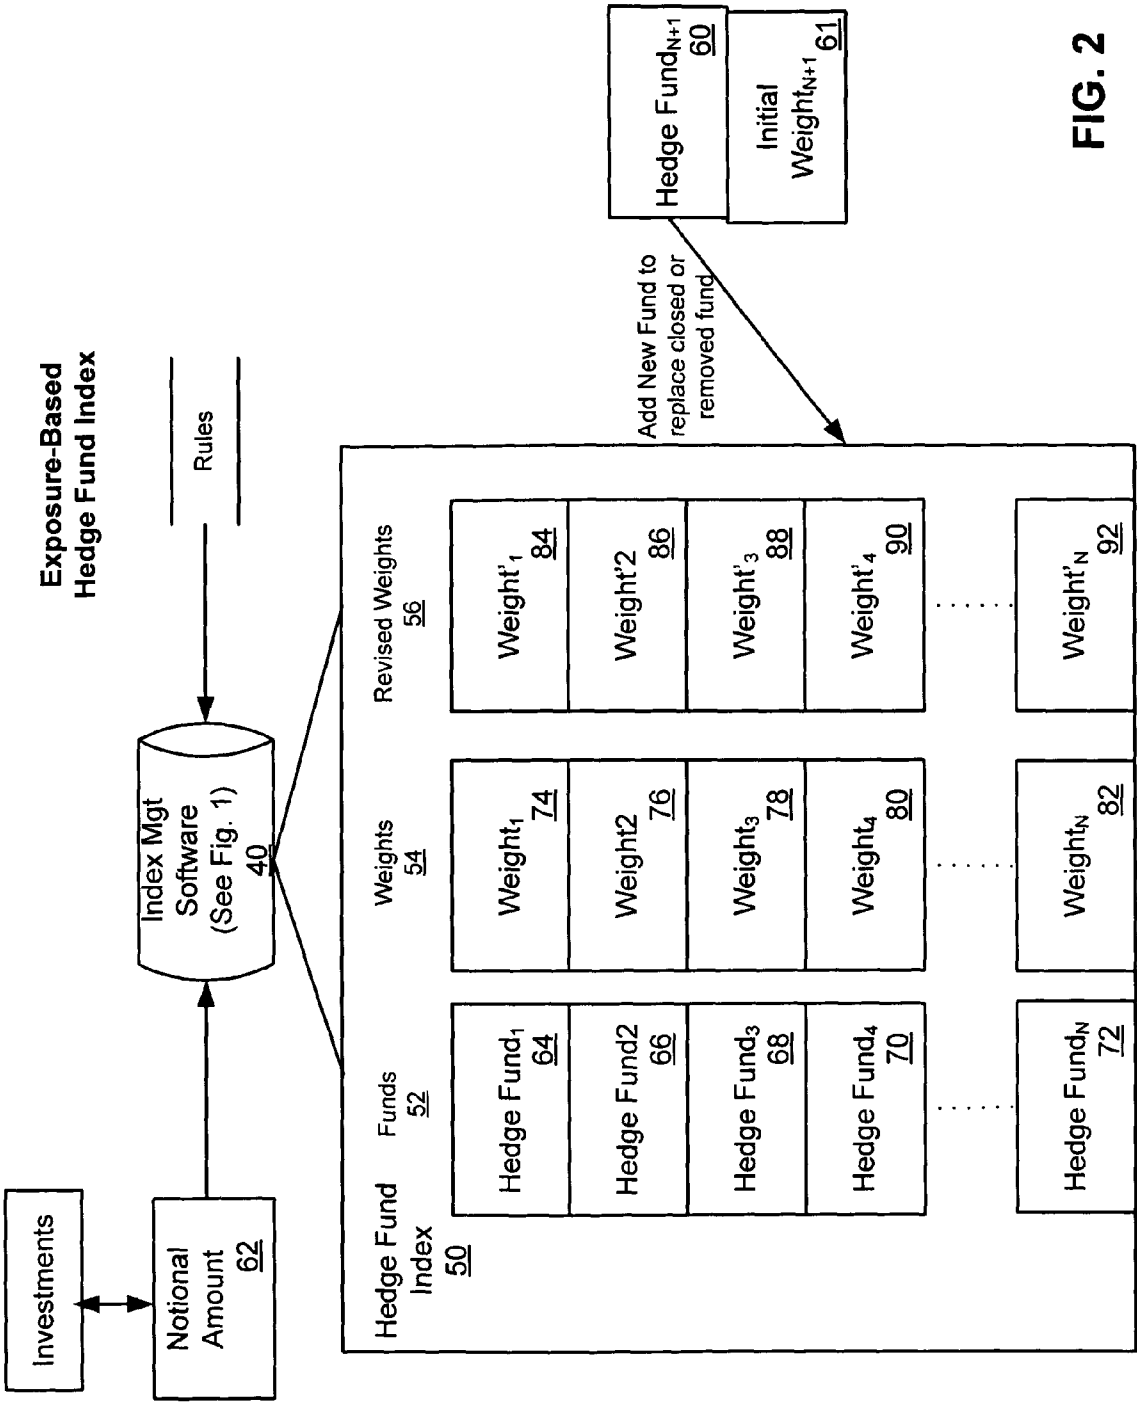 Exposure-Based
Hedge Fund Index
Investments
Notional
Amount
62
Index Mgt
Software
(See Fig. 1)
40
Rules
Hedge Fund
Index
50
Funds
52
Weights
54
Revised Weights
56
Hedge Fund1
64
Weight1
74
Weight'1
84
Hedge Fund2
66
Weight2
76
Weight'2
86
Hedge Fund3
68
Weight3
78
Weight'3
88
Hedge Fund4
70
Weight4
80
Weight'4
90
Hedge FundN
72
WeightN
82
Weight'N
92
Add New Fund to
replace closed or
removed fund
Hedge FundN+1
60
Initial
WeightN+1
61
FIG. 2